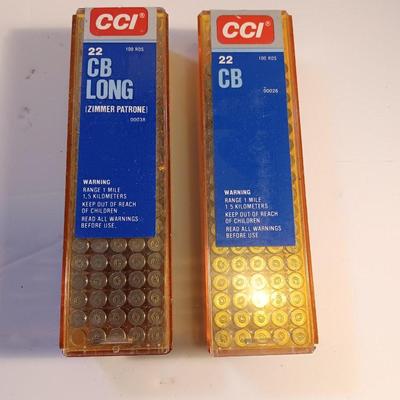 CCI®
22 100 RDS
CB
LONG
[ZIMMER PATRONE]
00038
WARNING
RANGE 1 MILE
1,5 KILOMETERS
KEEP OUT OF REACH
OF CHILDREN
READ ALL WARNINGS
BEFORE USE.
CCI®
22 100 RDS
CB
00026
WARNING
RANGE 1 MILE
1 5 KILOMETERS
KEEP OUT OF REACH
OF CHILDREN
READ ALL WARNINGS
BEFORE USE